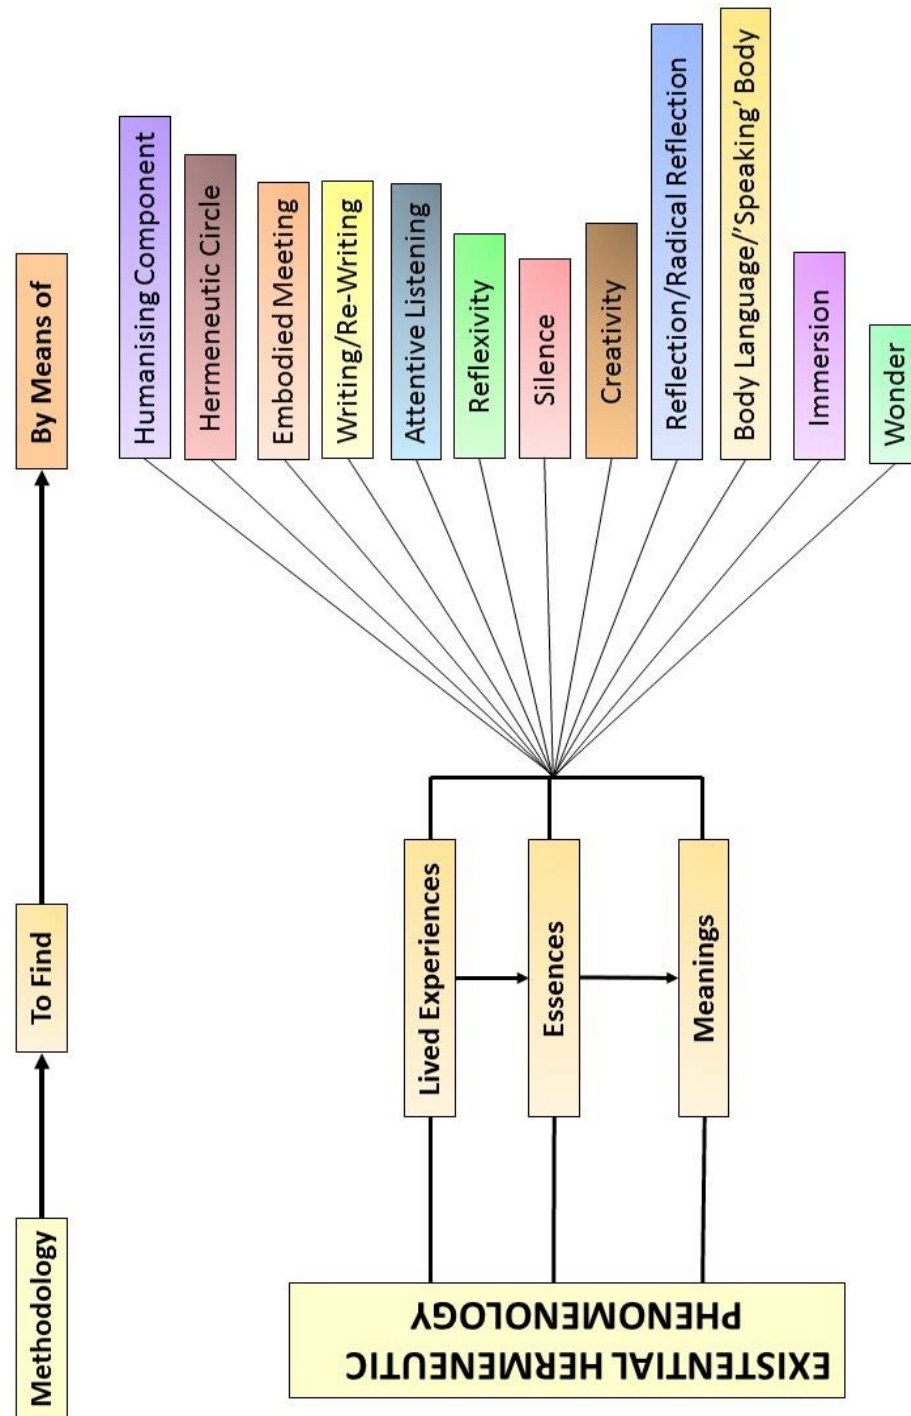 Methodology
To Find
By Means of
EXISTENTIAL HERMENEUTIC
PHENOMENOLOGY
Lived Experiences
Essences
Meanings
Humanising Component
Hermeneutic Circle
Embodied Meeting
Writing/Re-Writing
Attentive Listening
Reflexivity
Silence
Creativity
Reflection/Radical Reflection
Body Language/'Speaking' Body
Immersion
Wonder